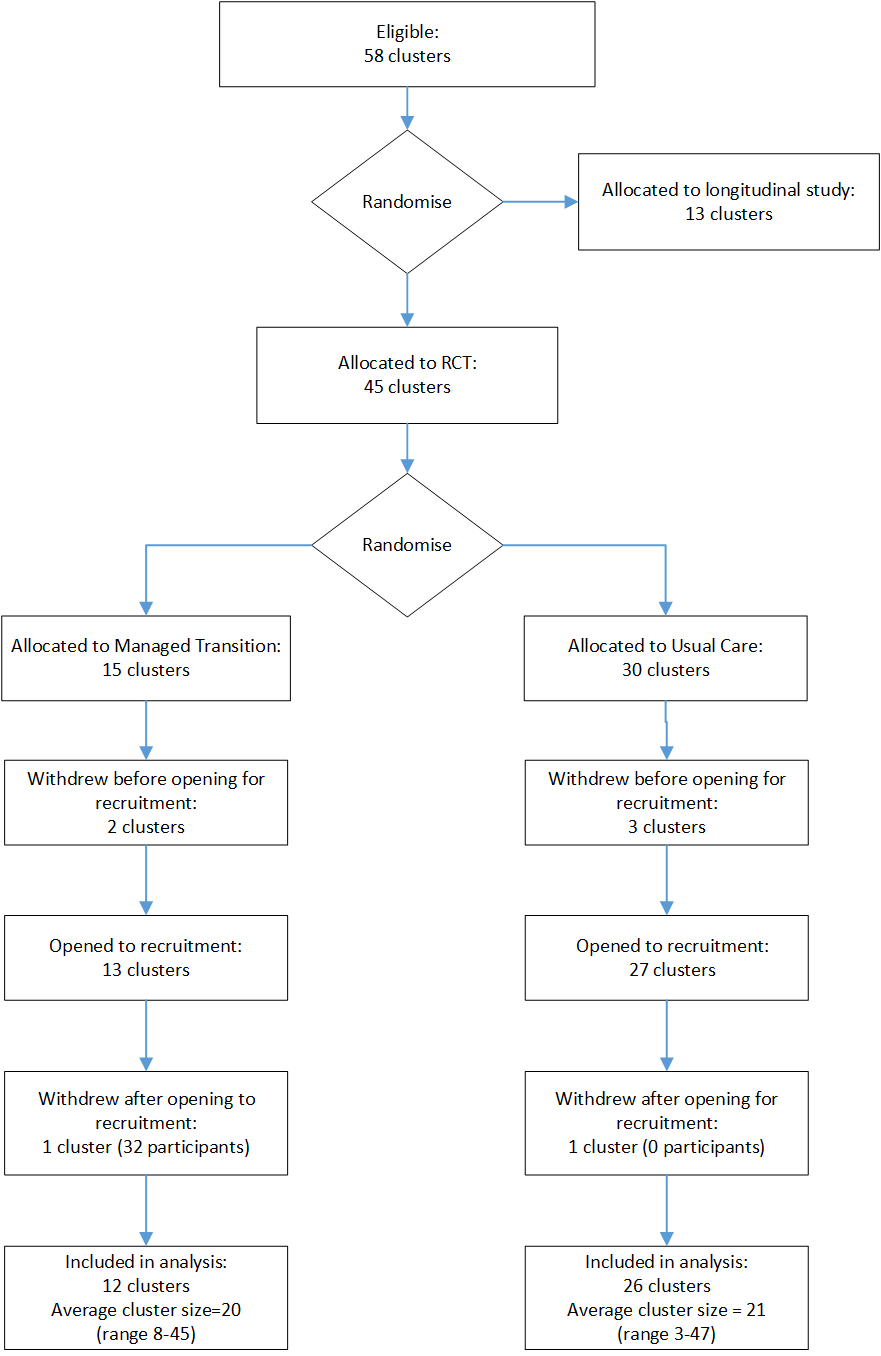 Eligible:
58 clusters
Randomise
Allocated to longitudinal study:
13 clusters
Allocated to RCT:
45 clusters
Randomise
Allocated to Managed Transition:
15 clusters
Allocated to Usual Care:
30 clusters
Withdrew before opening for
recruitment:
2 clusters
Withdrew before opening for
recruitment:
3 clusters
Opened to recruitment:
13 clusters
Opened to recruitment:
27 clusters
Withdrew after opening to
recruitment:
1 cluster (32 participants)
Withdrew after opening for
recruitment:
1 cluster (0 participants)
Included in analysis:
12 clusters
Average cluster size=20
(range 8-45)
Included in analysis:
26 clusters
Average cluster size = 21
(range 3-47)